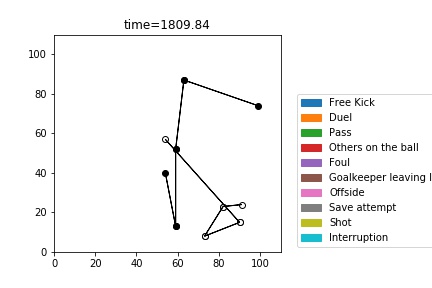 time=1809.84
100
80
60
40
20
0
0 20 40 60 80 100
Free Kick
Duel
Pass
Others on the ball
Foul
Goalkeeper leaving l
Offside
Save attempt
Shot
Interruption